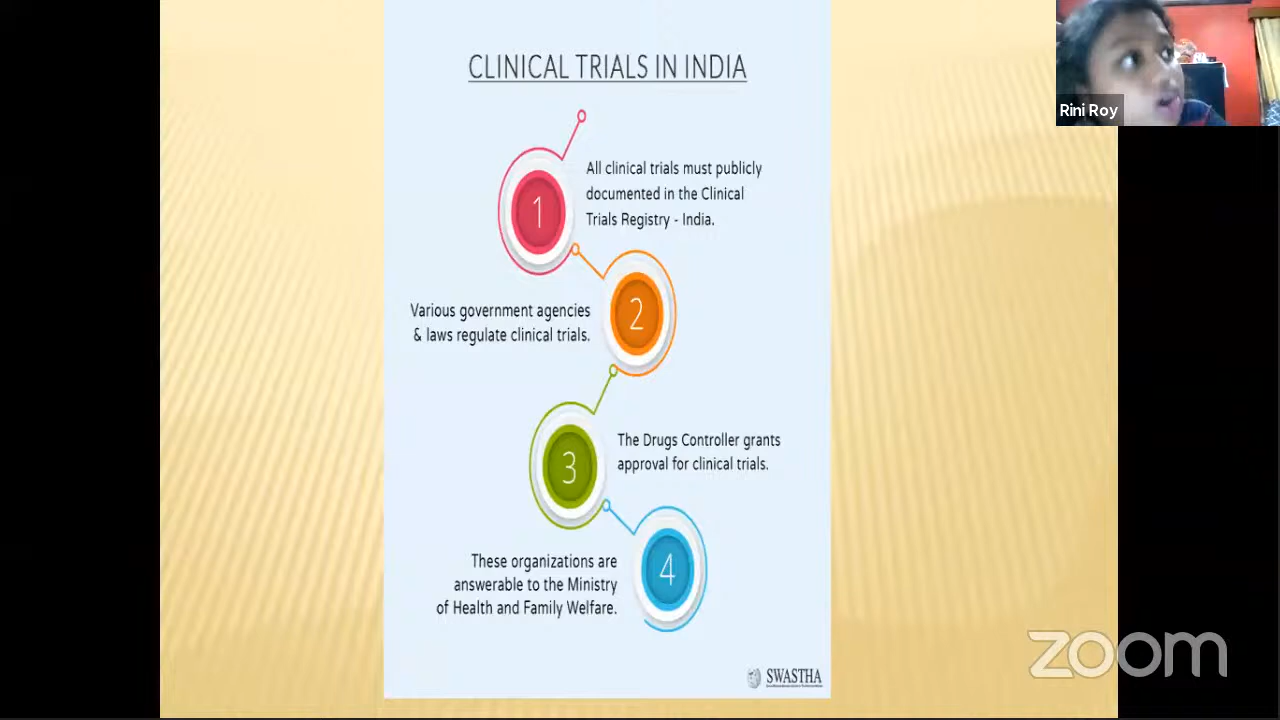 CLINICAL TRIALS IN INDIA
Rini Roy
1
All clinical trials must publicly
documented in the Clinical
Trials Registry - India.
2
Various government agencies
& laws regulate clinical trials.
3
The Drugs Controller grants
approval for clinical trials.
4
These organizations are
answerable to the Ministry
of Health and Family Welfare.
zoom
SWASTHA